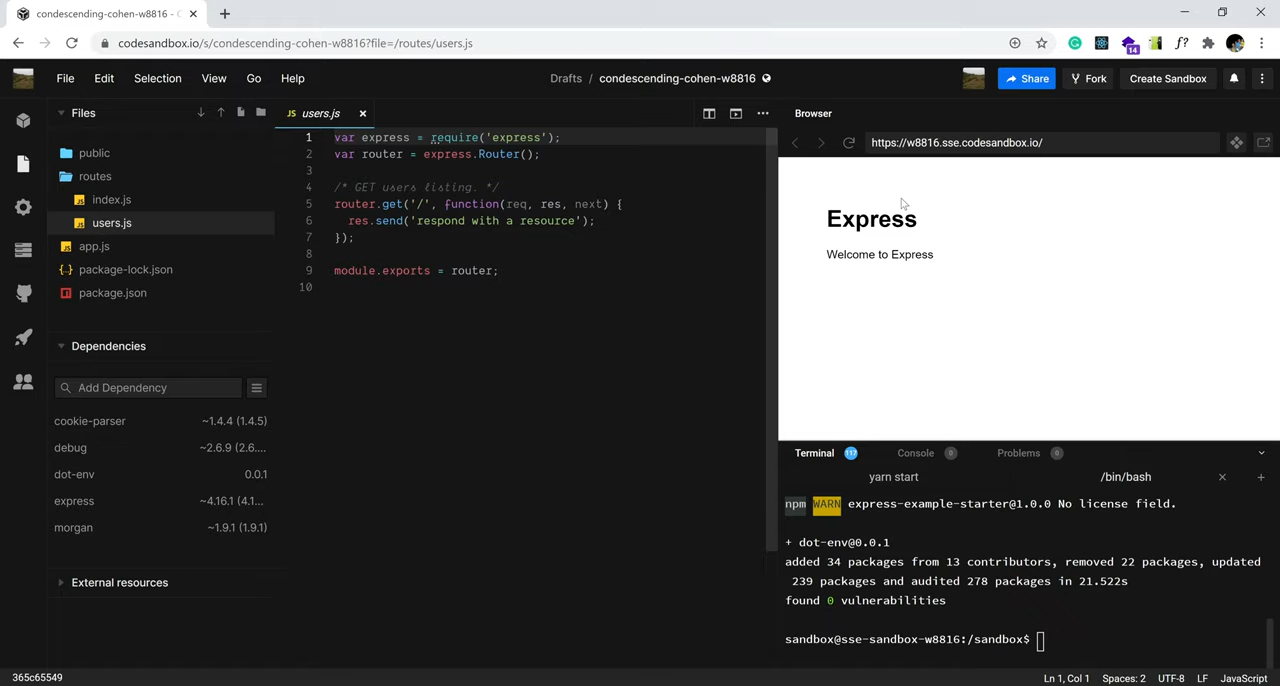 condescending-cohen-w8816 - C
codesandbox.io/s/condescending-cohen-w8816?file=/routes/users.js
14
f?
File Edit Selection View Go Help
Drafts / condescending-cohen-w8816
Share
Fork
Create Sandbox
Files
public
routes
JS index.js
JS users.js
JS app.js
{..} package-lock.json
package.json
Dependencies
Add Dependency
cookie-parser ~1.4.4 (1.4.5)
debug ~2.6.9 (2.6....
dot-env 0.0.1
express ~4.16.1 (4.1...
morgan ~1.9.1 (1.9.1)
External resources
JS users.js
1 var express = require('express');
2 var router = express.Router();
3
4 /* GET users listing. */
5 router.get('/', function(req, res, next) {
6 res.send('respond with a resource');
7 });
8
9 module.exports = router;
10
Browser
https://w8816.sse.codesandbox.io/
Express
Welcome to Express
Terminal 117 Console 0 Problems 0
yarn start /bin/bash
npm WARN express-example-starter@1.0.0 No license field.
+ dot-env@0.0.1
added 34 packages from 13 contributors, removed 22 packages, updated
239 packages and audited 278 packages in 21.522s
found 0 vulnerabilities
sandbox@sse-sandbox-w8816:/sandbox$
365c65549
Ln 1, Col 1 Spaces: 2 UTF-8 LF JavaScript